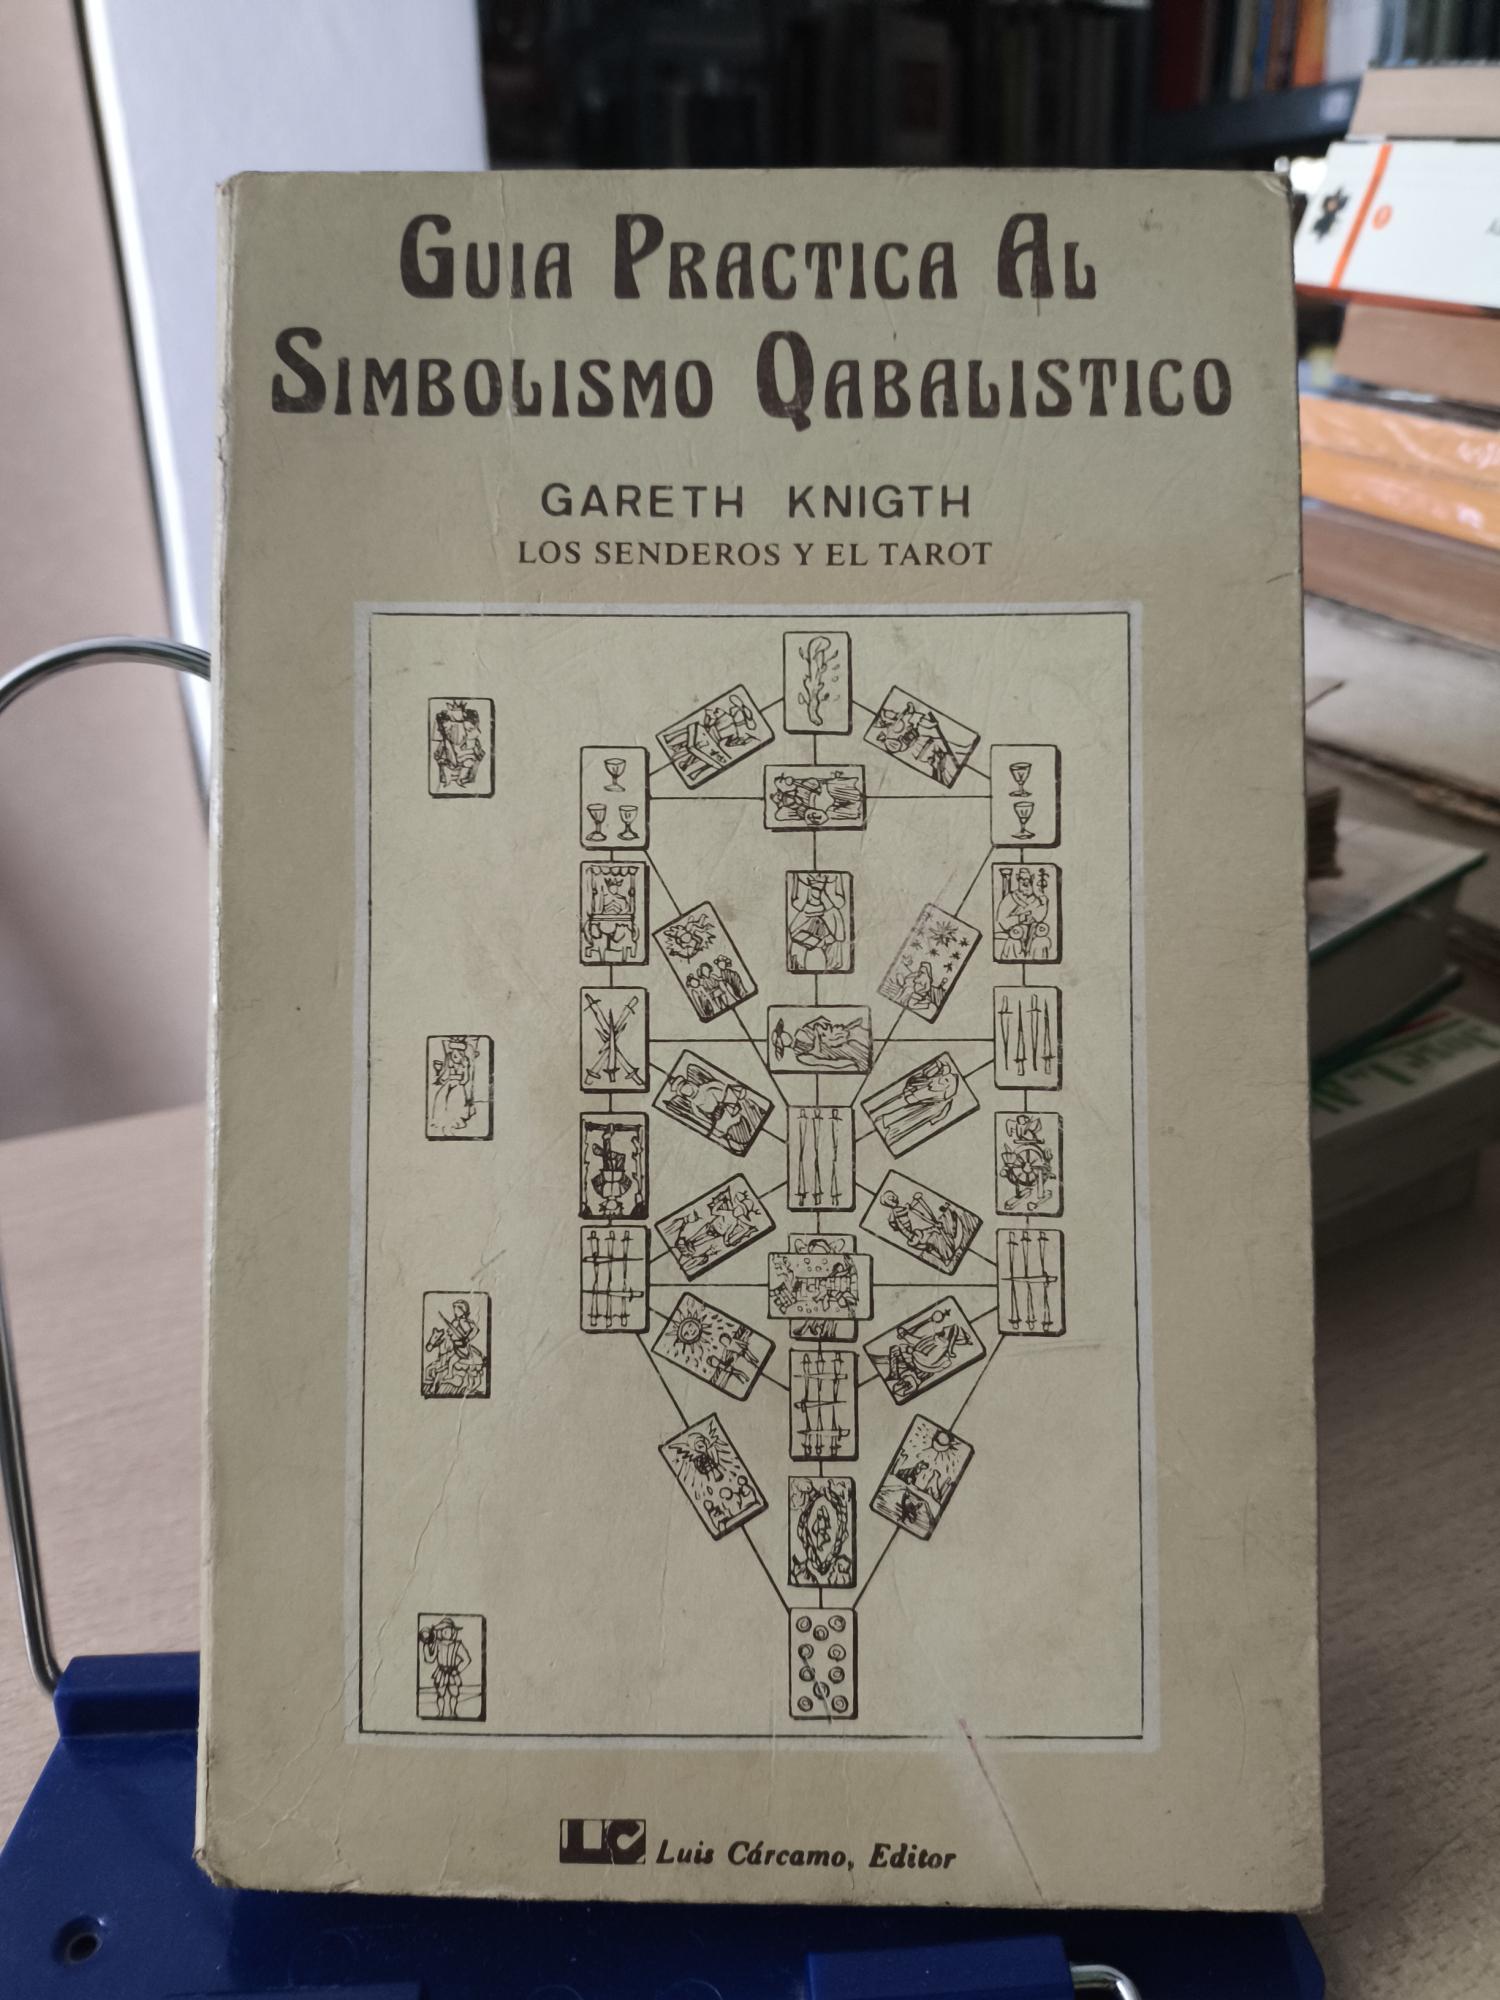 GUIA PRACTICA AL
SIMBOLISMO QABALISTICO
GARETH KNIGTH
LOS SENDEROS Y EL TAROT
LC Luis Cárcamo, Editor